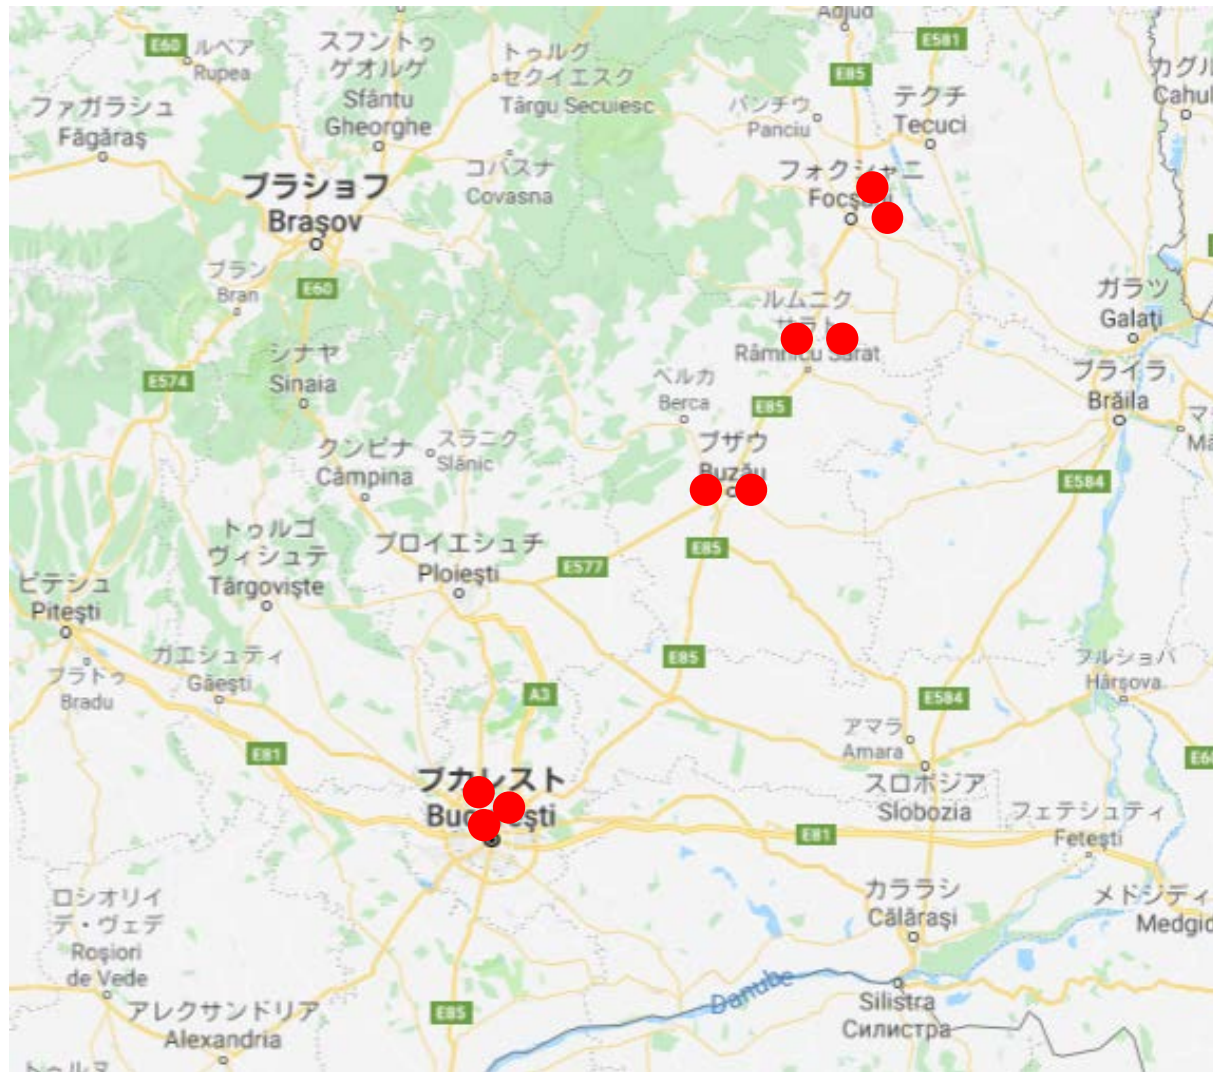 Adjud
E60
ルペア
Rupea
スフントゥ
ゲオルゲ
Sfântu
Gheorghe
トゥルグ
セクイエスク
Târgu Secuiesc
E581
E85
カグル
Cahul
ファガラシュ
Făgăraș
パンチウ
Panciu
テクチ
Tecuci
コバスナ
Covasna
フォクシャニ
ブラショフ
Brașov
ブラン
Bran
E60
ルムニク
Râmnicu Sărat
ガラツ
Galați
シナヤ
Sinaia
E574
ベルカ
Berca
E85
ブライラ
Brăila
クンピナ
Câmpina
スラニク
Slănic
ブザウ
Buzău
E584
トゥルゴ
ヴィシュテ
Târgoviște
プロイエシュチ
Ploiești
E577
E85
ピテシュ
Pitești
ガエシュティ
Găești
ブラトゥ
Bradu
E85
A3
フルショバ
Hârșova
E584
アマラ
Amara
E81
ブカレスト
スロボジア
Slobozia
フェテシュティ
Fetești
E81
ロシオリイ
デ・ヴェデ
Roșiori
de Vede
カララシ
Călărași
メドジディ
Medgid
アレクサンドリア
Alexandria
E85
Danube
Silistra
Силистра